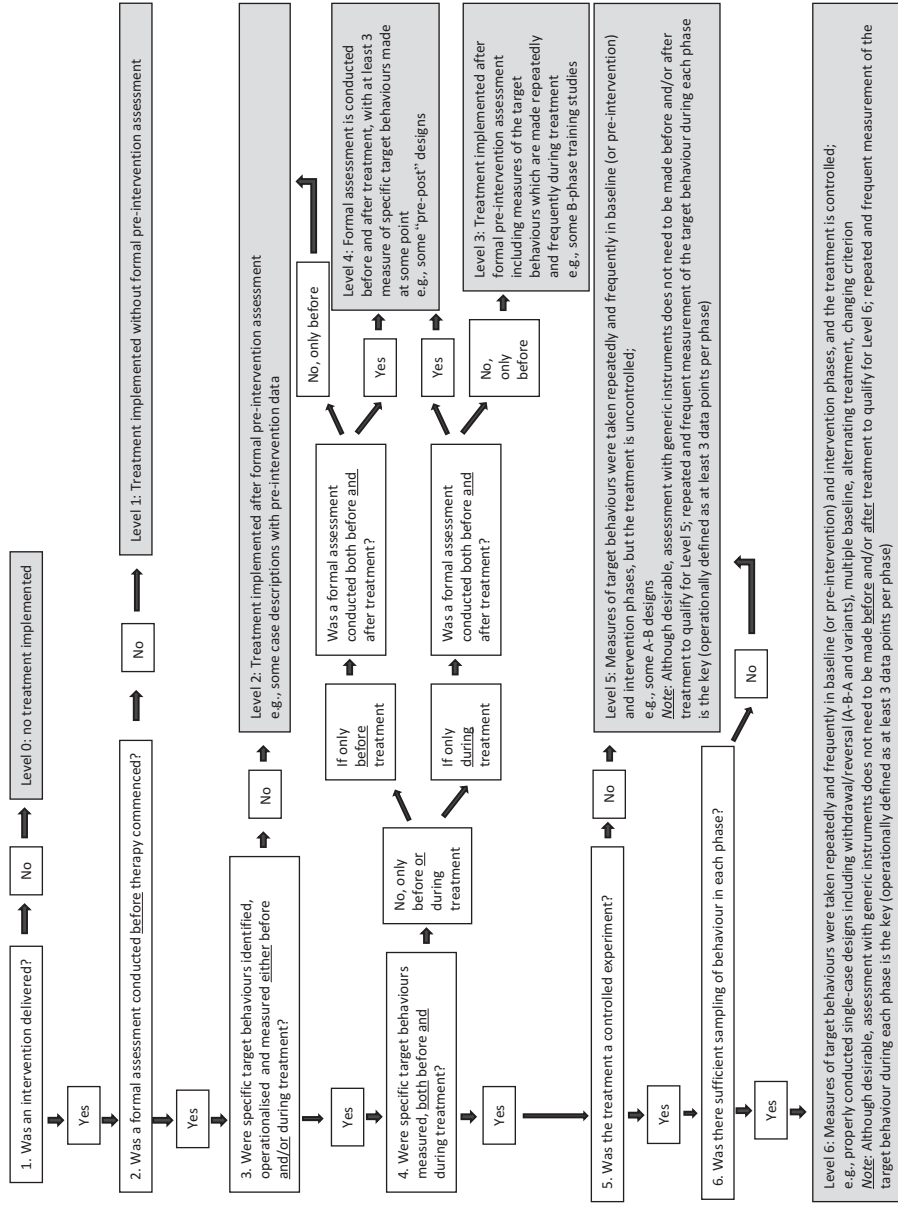 1. Was an intervention delivered?
No
Level 0: no treatment implemented
Yes
2. Was a formal assessment conducted before therapy commenced?
No
Level 1: Treatment implemented without formal pre-intervention assessment
Yes
3. Were specific target behaviours identified,
operationalised and measured either before
and/or during treatment?
No
Level 2: Treatment implemented after formal pre-intervention assessment
e.g., some case descriptions with pre-intervention data
Yes
4. Were specific target behaviours
measured, both before and
during treatment?
No, only
before or
during
treatment
If only
before
treatment
Was a formal assessment
conducted both before and
after treatment?
No, only before
Yes
Level 4: Formal assessment is conducted
before and after treatment, with at least 3
measure of specific target behaviours made
at some point
e.g., some “pre-post” designs
If only
during
treatment
Was a formal assessment
conducted both before and
after treatment?
Yes
No,
only
before
Level 3: Treatment implemented after
formal pre-intervention assessment
including measures of the target
behaviours which are made repeatedly
and frequently during treatment
e.g., some B-phase training studies
Yes
5. Was the treatment a controlled experiment?
No
Level 5: Measures of target behaviours were taken repeatedly and frequently in baseline (or pre-intervention)
and intervention phases, but the treatment is uncontrolled;
e.g., some A-B designs
Note: Although desirable, assessment with generic instruments does not need to be made before and/or after
treatment to qualify for Level 5; repeated and frequent measurement of the target behaviour during each phase
is the key (operationally defined as at least 3 data points per phase)
Yes
6. Was there sufficient sampling of behaviour in each phase?
No
Yes
Level 6: Measures of target behaviours were taken repeatedly and frequently in baseline (or pre-intervention) and intervention phases, and the treatment is controlled;
e.g., properly conducted single-case designs including withdrawal/reversal (A-B-A and variants), multiple baseline, alternating treatment, changing criterion
Note: Although desirable, assessment with generic instruments does not need to be made before and/or after treatment to qualify for Level 6; repeated and frequent measurement of the
target behaviour during each phase is the key (operationally defined as at least 3 data points per phase)